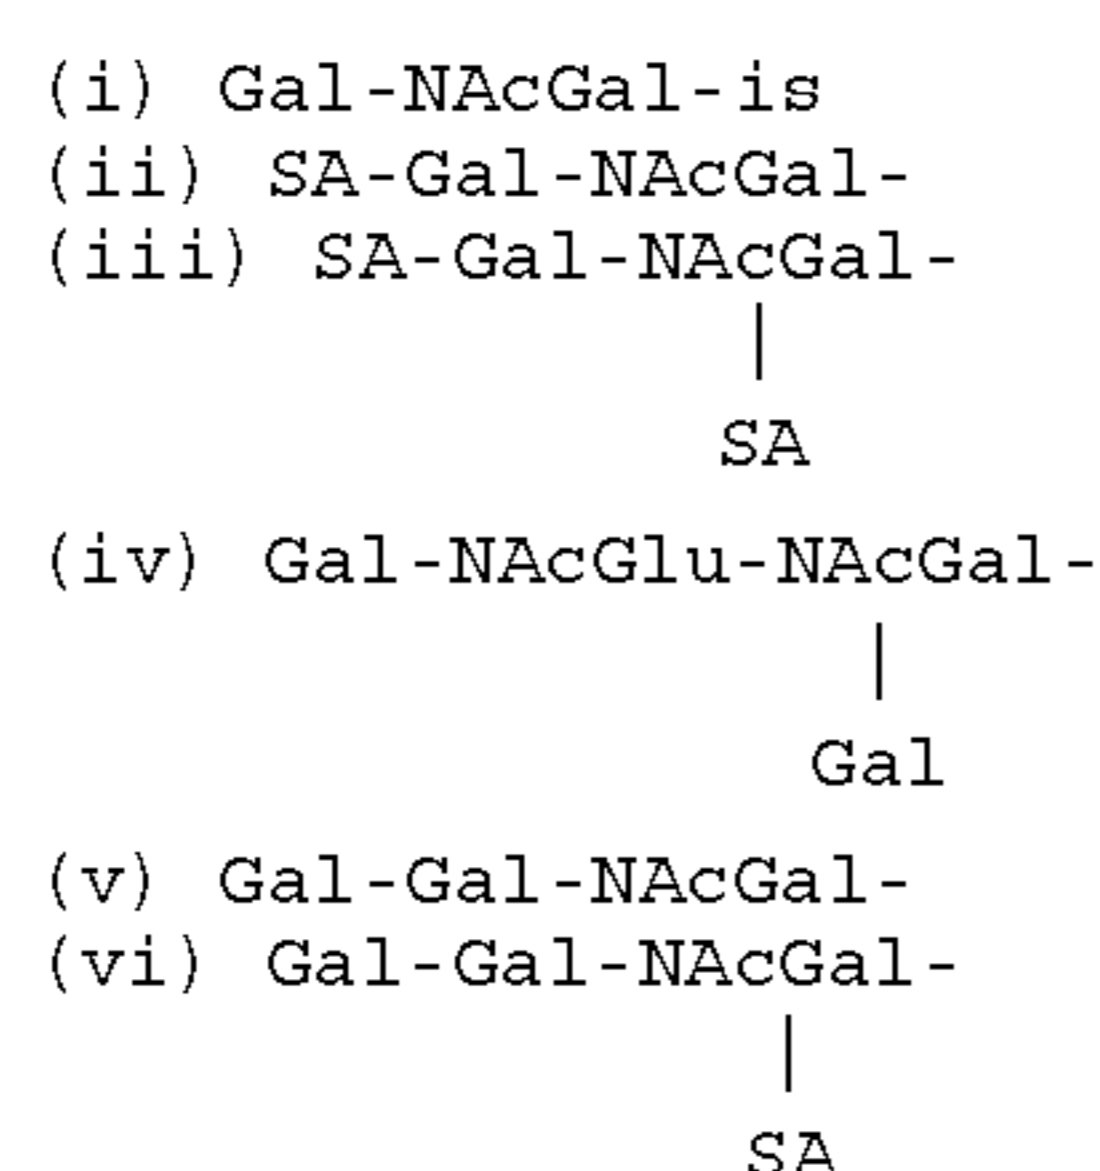 (i) Gal-NAcGal-is
(ii) SA-Gal-NAcGal-
(iii) SA-Gal-NAcGal-
|
SA
(iv) Gal-NAcGlu-NAcGal-
|
Gal
(v) Gal-Gal-NAcGal-
(vi) Gal-Gal-NAcGal-
|
SA